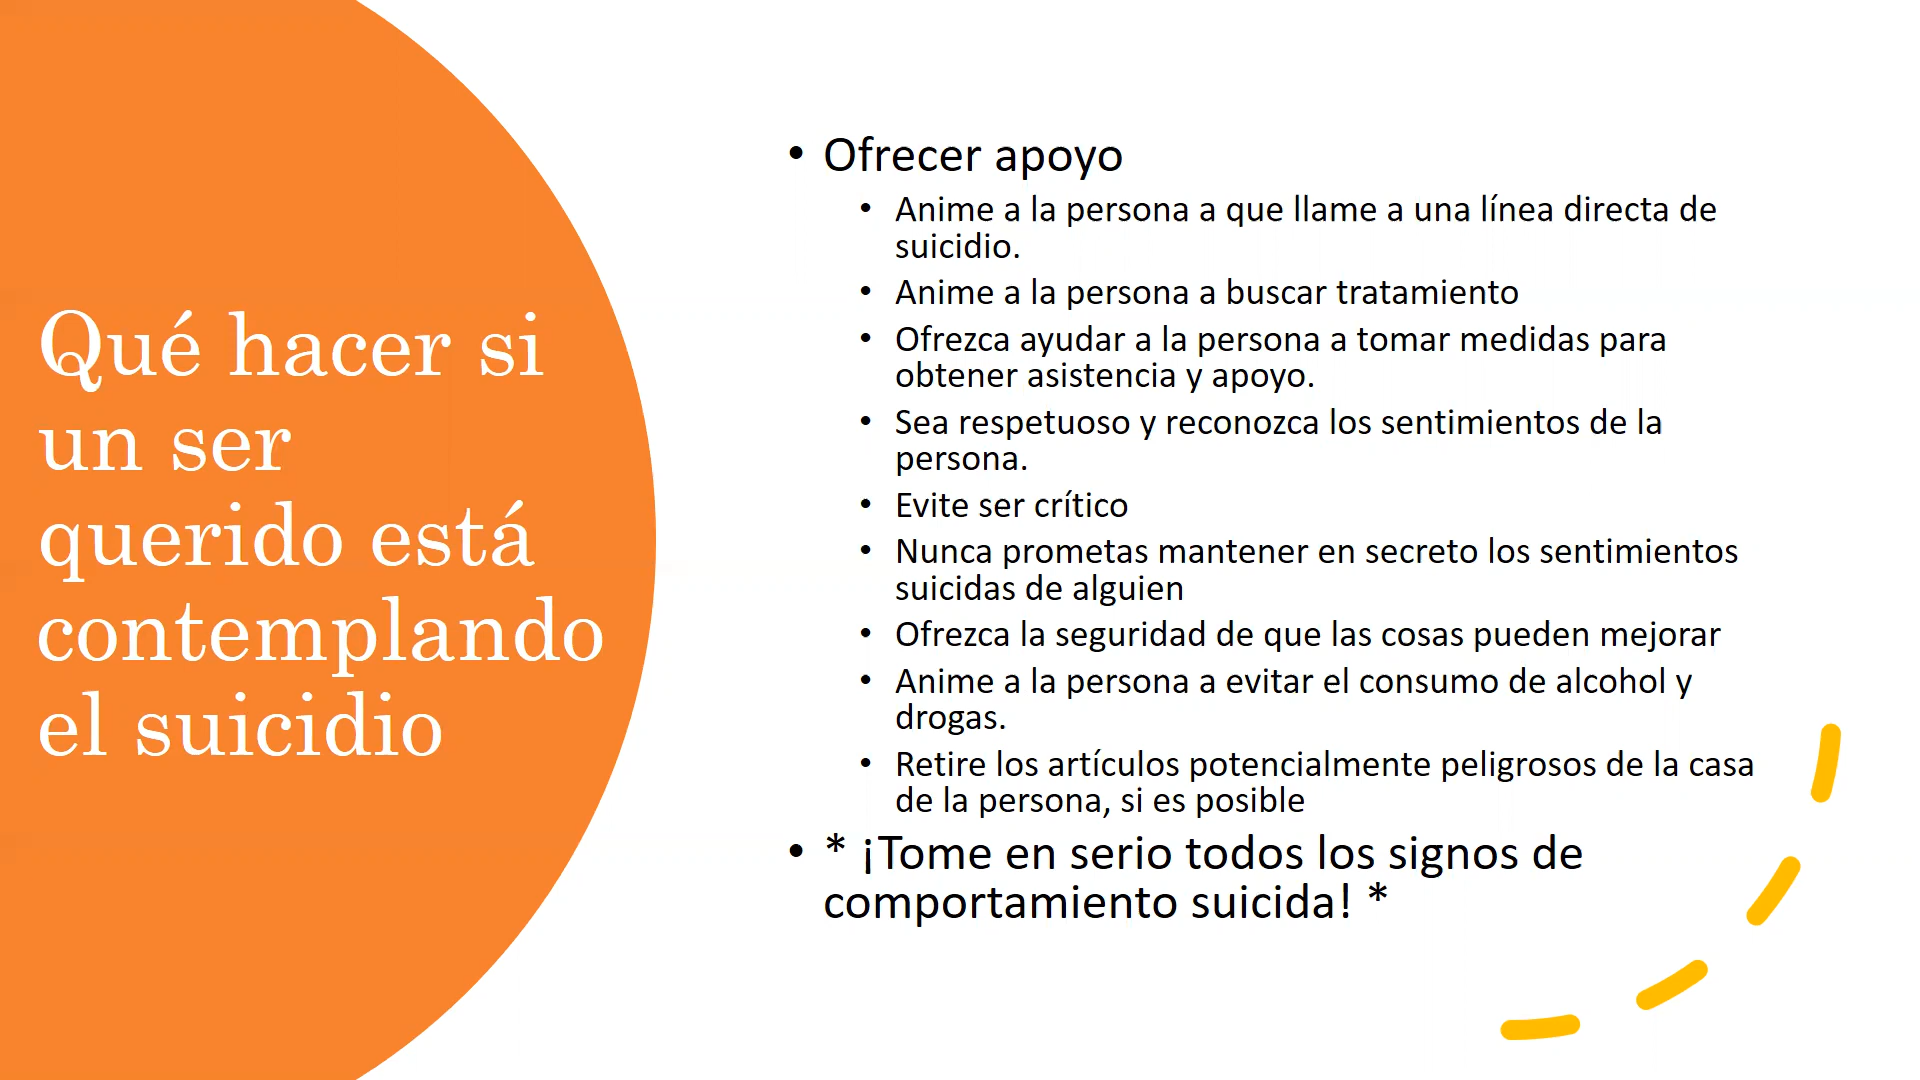 Qué hacer si
un ser
querido está
contemplando
el suicidio
• Ofrecer apoyo
• Anime a la persona a que llame a una línea directa de
suicidio.
• Anime a la persona a buscar tratamiento
• Ofrezca ayudar a la persona a tomar medidas para
obtener asistencia y apoyo.
• Sea respetuoso y reconozca los sentimientos de la
persona.
• Evite ser crítico
• Nunca prometas mantener en secreto los sentimientos
suicidas de alguien
• Ofrezca la seguridad de que las cosas pueden mejorar
• Anime a la persona a evitar el consumo de alcohol y
drogas.
• Retire los artículos potencialmente peligrosos de la casa
de la persona, si es posible
• * ¡Tome en serio todos los signos de
comportamiento suicida! *